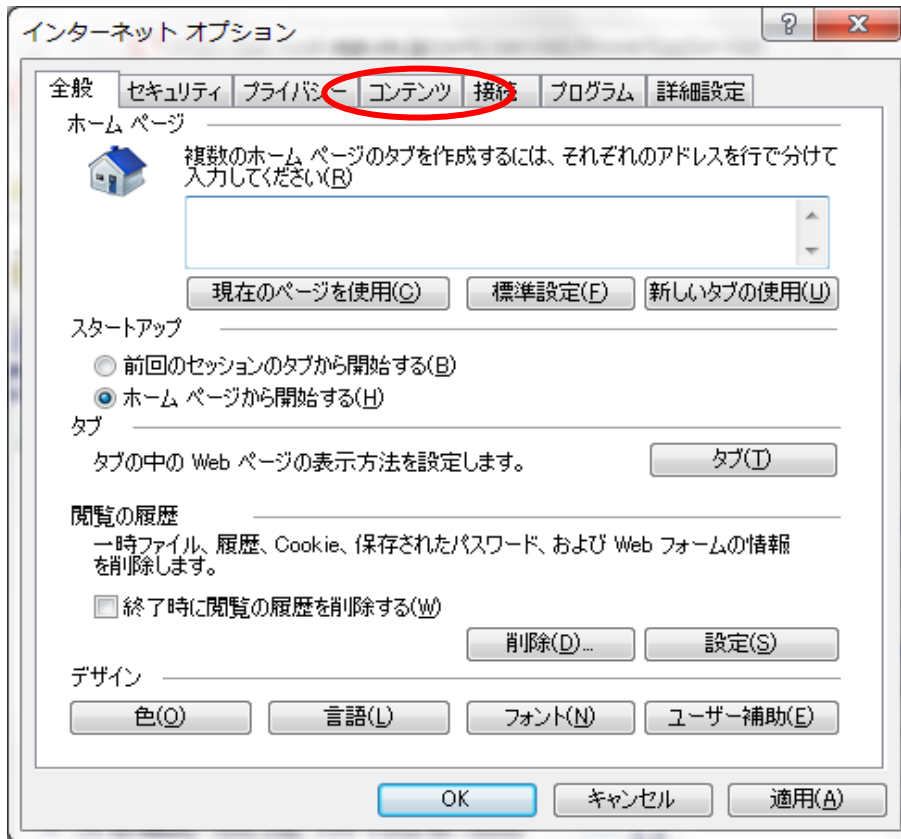 インターネット オプション
全般 セキュリティ プライバシー コンテンツ 接続 プログラム 詳細設定
ホーム ページ
複数のホーム ページのタブを作成するには、それぞれのアドレスを行で分けて
入力してください(R)
現在のページを使用(C) 標準設定(F) 新しいタブの使用(U)
スタートアップ
前回のセッションのタブから開始する(B)
ホーム ページから開始する(H)
タブ
タブの中の Web ページの表示方法を設定します。 タブ(T)
閲覧の履歴
一時ファイル、履歴、Cookie、保存されたパスワード、および Web フォームの情報
を削除します。
終了時に閲覧の履歴を削除する(W)
削除(D)... 設定(S)
デザイン
色(O) 言語(L) フォント(N) ユーザー補助(E)
OK キャンセル 適用(A)